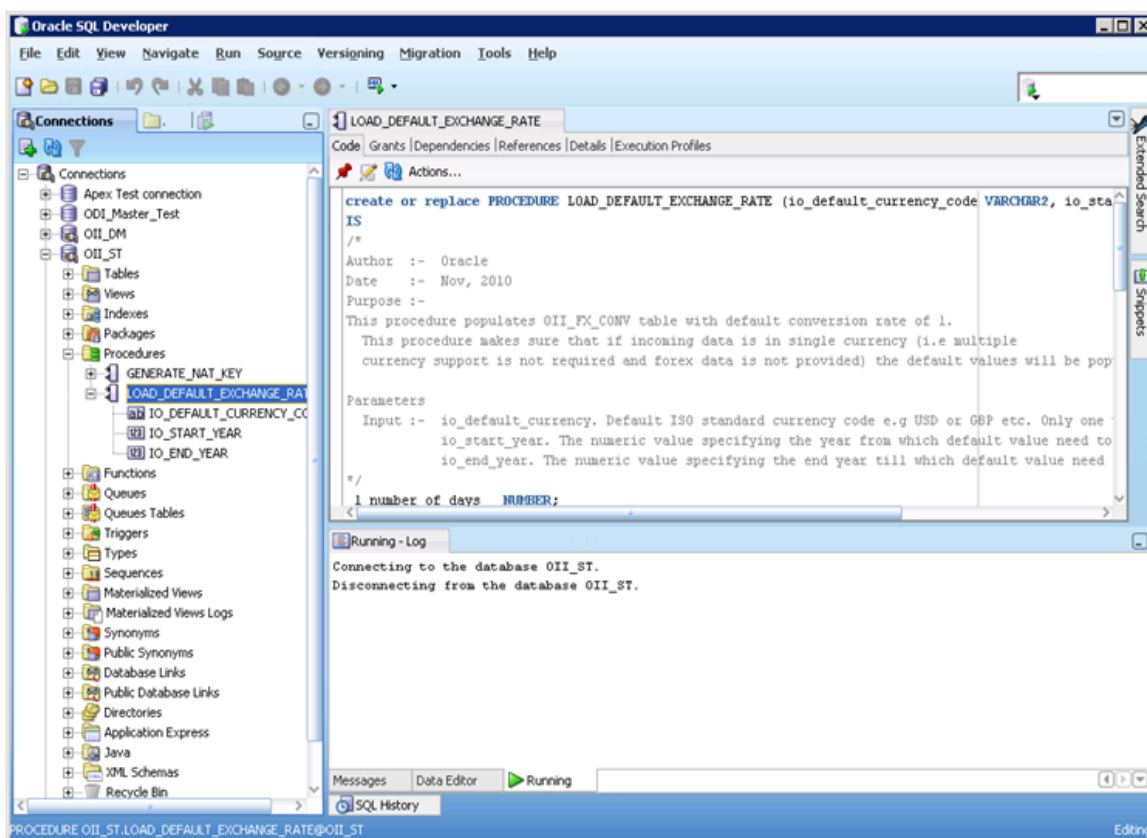 Oracle SQL Developer
File Edit View Navigate Run Source Versioning Migration Tools Help
Connections
Connections
Apex Test connection
ODI_Master_Test
OII_DM
OII_ST
Tables
Views
Indexes
Packages
Procedures
GENERATE_NAT_KEY
LOAD_DEFAULT_EXCHANGE_RAT
IO_DEFAULT_CURRENCY_CO
IO_START_YEAR
IO_END_YEAR
Functions
Queues
Queues Tables
Triggers
Types
Sequences
Materialized Views
Materialized Views Logs
Synonyms
Public Synonyms
Database Links
Public Database Links
Directories
Application Express
Java
XML Schemas
Recycle Bin
LOAD_DEFAULT_EXCHANGE_RATE
Code Grants |Dependencies |References |Details |Execution Profiles
Actions...
create or replace PROCEDURE LOAD_DEFAULT_EXCHANGE_RATE (io_default_currency_code VARCHAR2, io_sta
IS
/*
Author :- Oracle
Date :- Nov, 2010
Purpose :-
This procedure populates OII_FX_CONV table with default conversion rate of 1.
This procedure makes sure that if incoming data is in single currency (i.e multiple
currency support is not required and forex data is not provided) the default values will be pop
Parameters
Input :- io_default_currency. Default ISO standard currency code e.g USD or GBP etc. Only one
io_start_year. The numeric value specifying the year from which default value need to
io_end_year. The numeric value specifying the end year till which default value need
*/
l_number_of_days NUMBER;
Running - Log
Connecting to the database OII_ST.
Disconnecting from the database OII_ST.
Messages Data Editor Running
SQL History
Extended Search
Snippets
PROCEDURE OII_ST.LOAD_DEFAULT_EXCHANGE_RATE@OII_ST
Editin